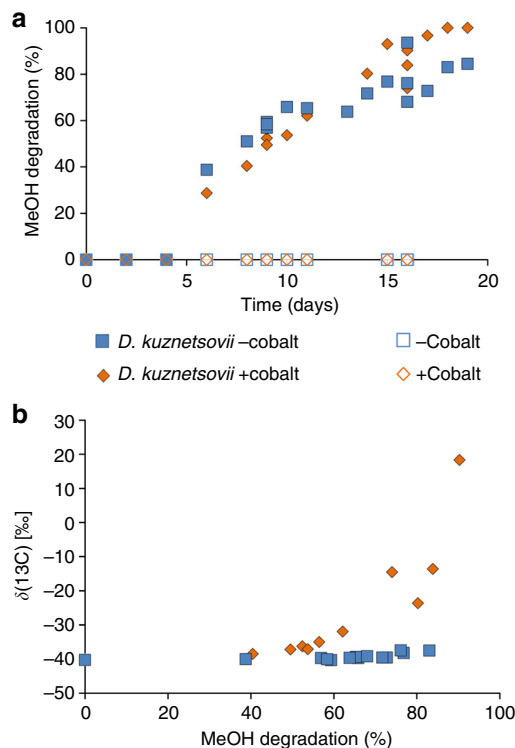 a
MeOH degradation (%)
100
80
60
40
20
0
0 5 10 15 20
Time (days)
D. kuznetsovii –cobalt –Cobalt
D. kuznetsovii +cobalt +Cobalt
b
δ(13C) [‰]
30
20
10
0
–10
–20
–30
–40
–50
0 20 40 60 80 100
MeOH degradation (%)